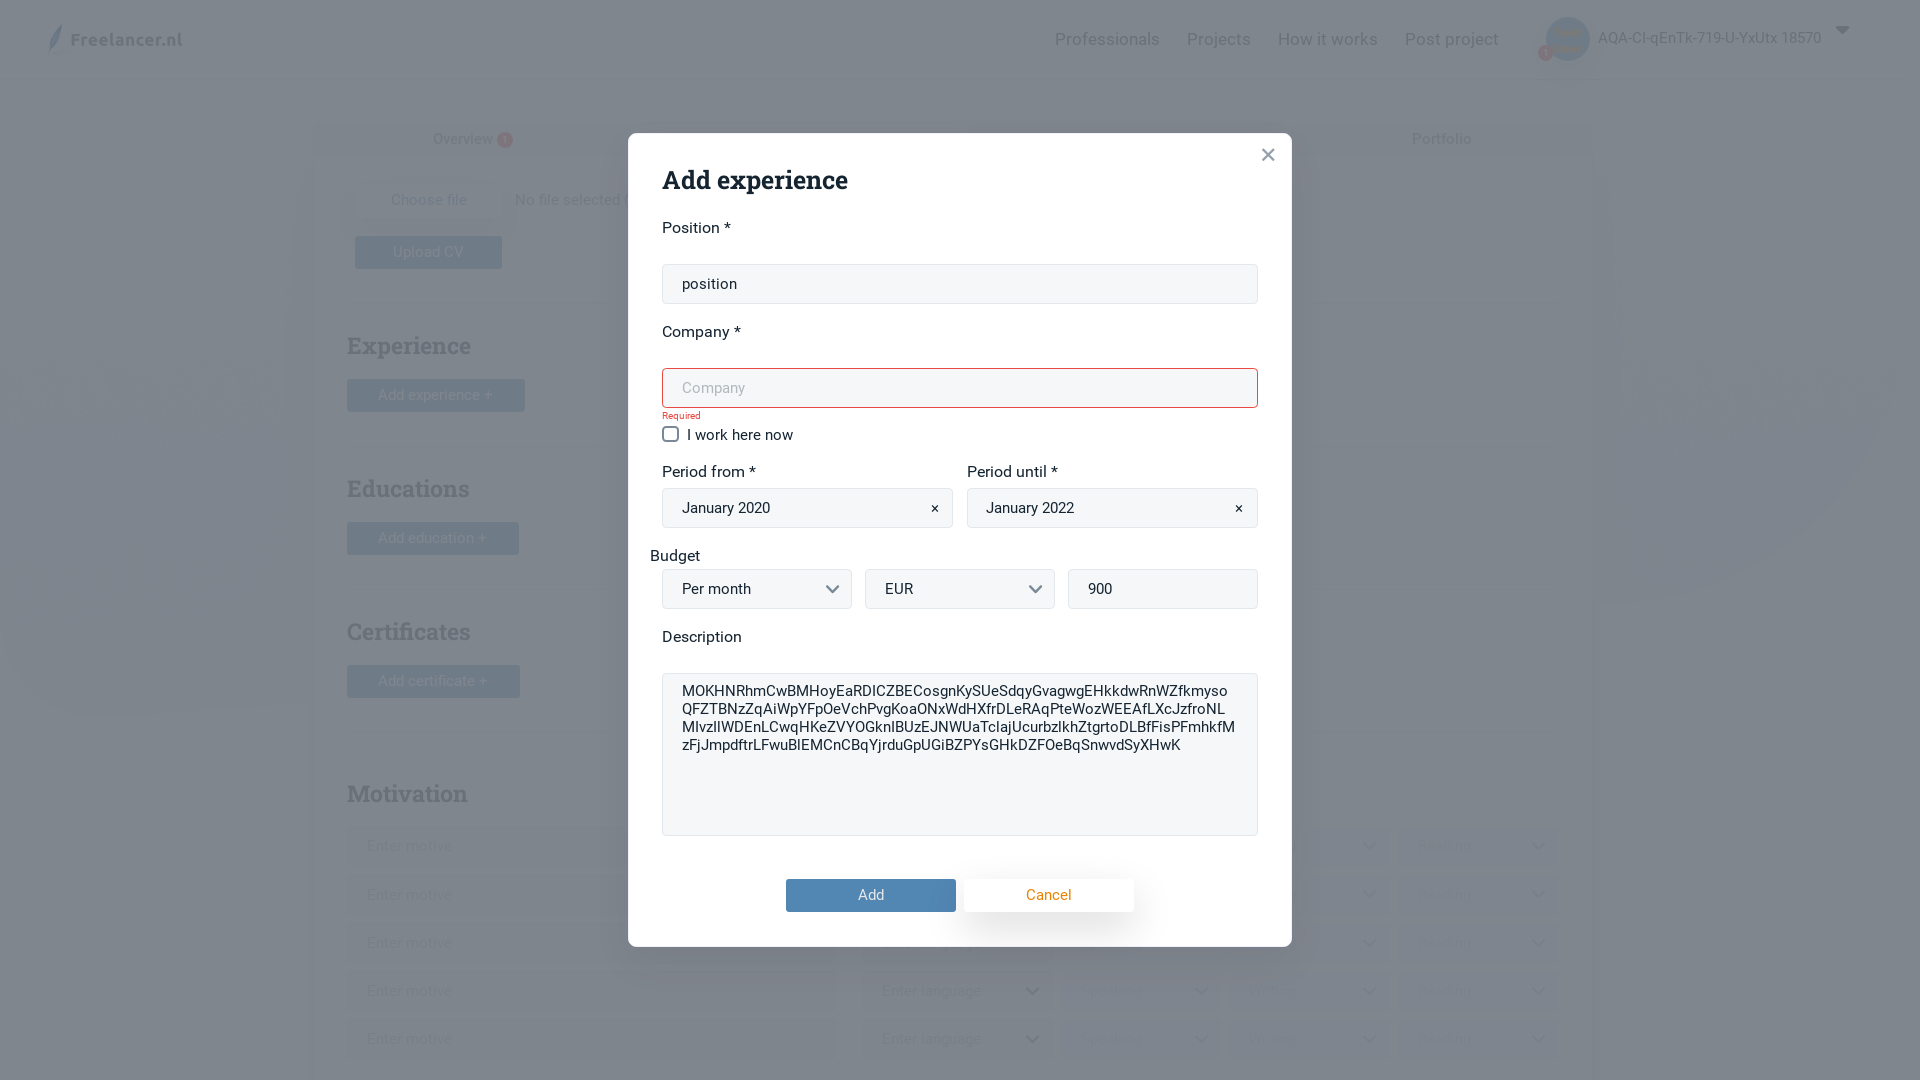 Freelancer.nl
Professionals
Projects
How it works
Post project
AQA-CI-qEnTk-719-U-YxUtx 18570
Overview
Portfolio
Choose file
No file selected
Upload CV
Experience
Add experience +
Educations
Add education +
Certificates
Add certificate +
Motivation
Enter motive
Enter motive
Enter motive
Enter motive
Enter language
Enter motive
Enter language
Add experience
Position *
position
Company *
Company
Required
I work here now
Period from *
Period until *
January 2020
×
January 2022
×
Budget
Per month
EUR
900
Description
MOKHNRhmCwBMHoyEaRDICZBECosgnKySUeSdqyGvagwgEHkkdwRnWZfkmyso
QFZTBNzZqAiWpYFpOeVchPvgKoaONxWdHXfrDLeRAqPteWozWEEAfLXcJzfroNL
MIvzIlWDEnLCwqHKeZVYOGknIBUzEJNWUaTclajUcurbzlkhZtgrtoDLBfFisPFmhkfM
zFjJmpdftrLFwuBlEMCnCBqYjrduGpUGiBZPYsGHkDZFOeBqSnwvdSyXHwK
Add
Cancel